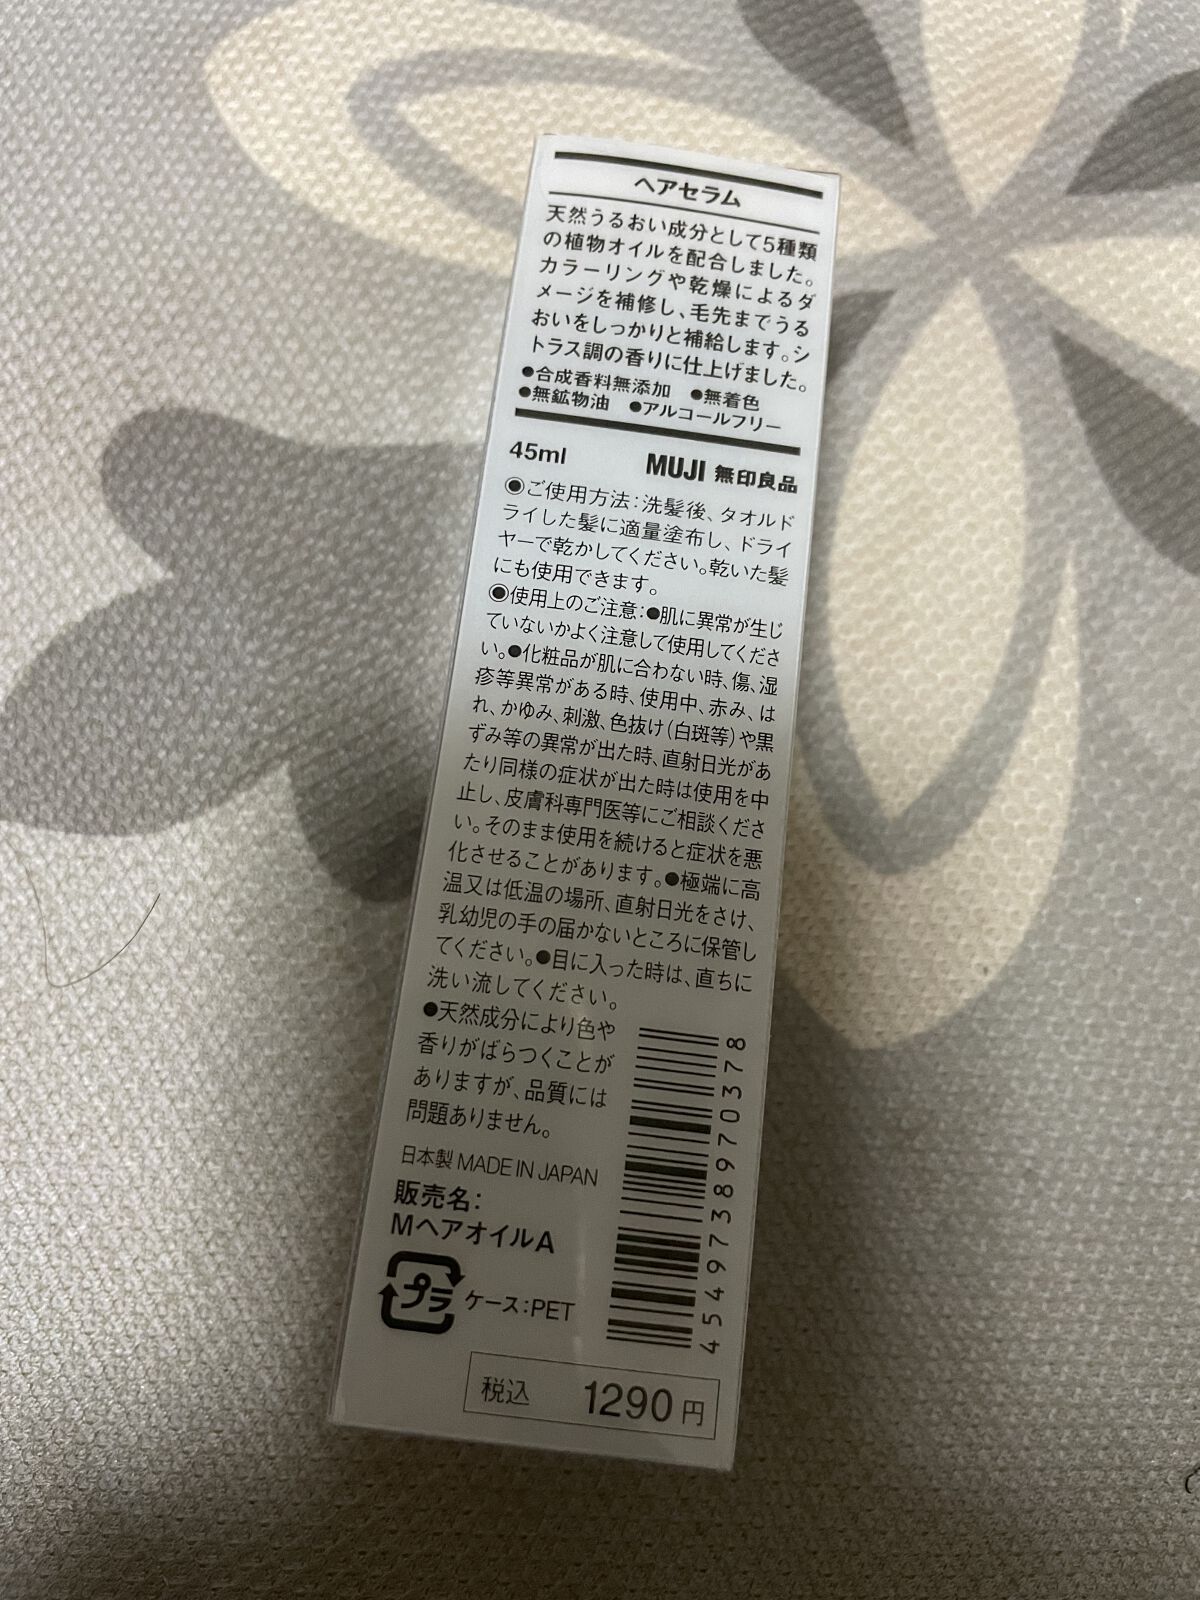 ヘアセラム
天然うるおい成分として5種類
の植物オイルを配合しました。
カラーリングや乾燥によるダ
メージを補修し、毛先までうる
おいをしっかりと補給します。シ
トラス調の香りに仕上げました。
●合成香料無添加 ●無着色
●無鉱物油 ●アルコールフリー
45ml MUJI 無印良品
◉ご使用方法：洗髪後、タオルド
ライした髪に適量塗布し、ドライ
ヤーで乾かしてください。乾いた髪
にも使用できます。
◉使用上のご注意：●肌に異常が生じ
ていないかよく注意して使用してくださ
い。●化粧品が肌に合わない時、傷、湿
疹等異常がある時、使用中、赤み、は
れ、かゆみ、刺激、色抜け（白斑等）や黒
ずみ等の異常が出た時、直射日光があ
たり同様の症状が出た時は使用を中
止し、皮膚科専門医等にご相談くださ
い。そのまま使用を続けると症状を悪
化させることがあります。●極端に高
温又は低温の場所、直射日光をさけ、
乳幼児の手の届かないところに保管し
てください。●目に入った時は、直ちに
洗い流してください。
●天然成分により色や
香りがばらつくことが
ありますが、品質には
問題ありません。
日本製 MADE IN JAPAN
販売名：
MヘアオイルA
プラ ケース：PET
4549738970378
税込 1290円